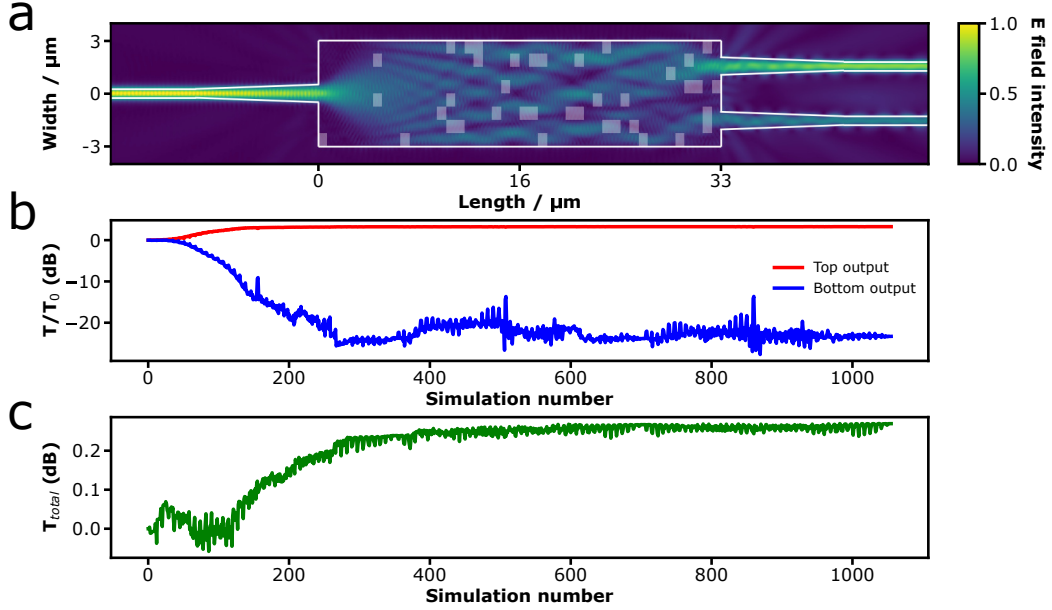 a
Width / μm
3
0
-3
0
16
33
Length / μm
1.0
0.5
0.0
E field intensity
b
T/T₀ (dB)
0
−10
−20
Top output
Bottom output
0
200
400
600
800
1000
Simulation number
c
T_total (dB)
0.2
0.1
0.0
0
200
400
600
800
1000
Simulation number